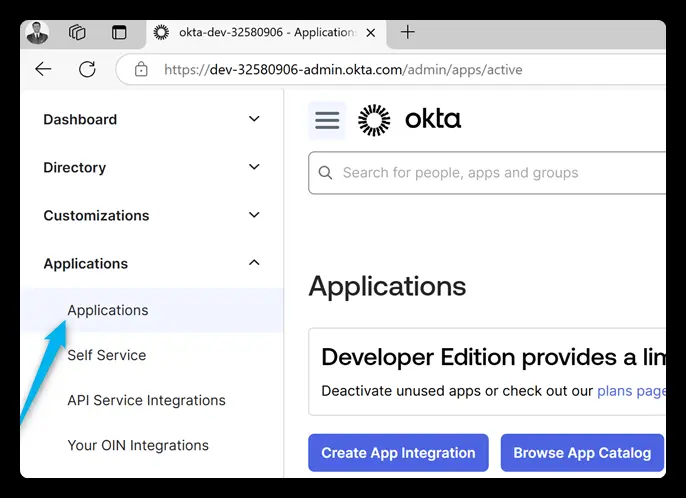 okta-dev-32580906 - Application
https://dev-32580906-admin.okta.com/admin/apps/active
Dashboard
Directory
Customizations
Applications
Applications
Self Service
API Service Integrations
Your OIN Integrations
okta
Search for people, apps and groups
Applications
Developer Edition provides a lim
Deactivate unused apps or check out our plans page
Create App Integration
Browse App Catalog